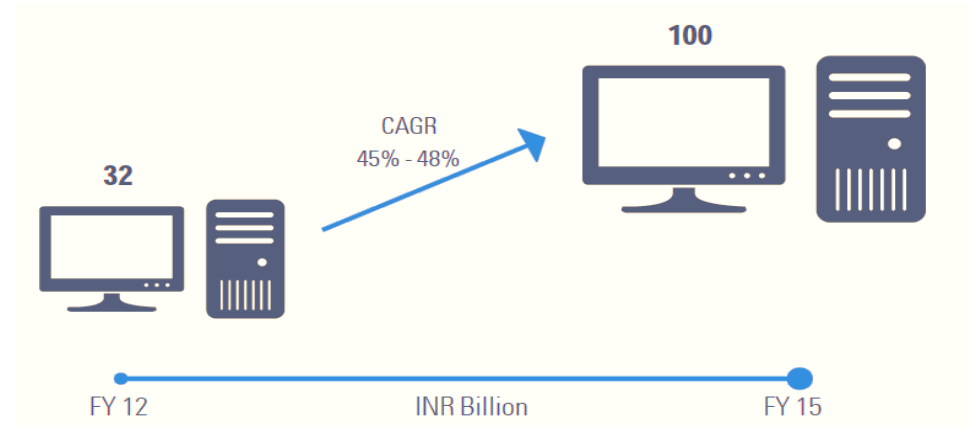 100
CAGR
45% - 48%
32
FY 12
INR Billion
FY 15